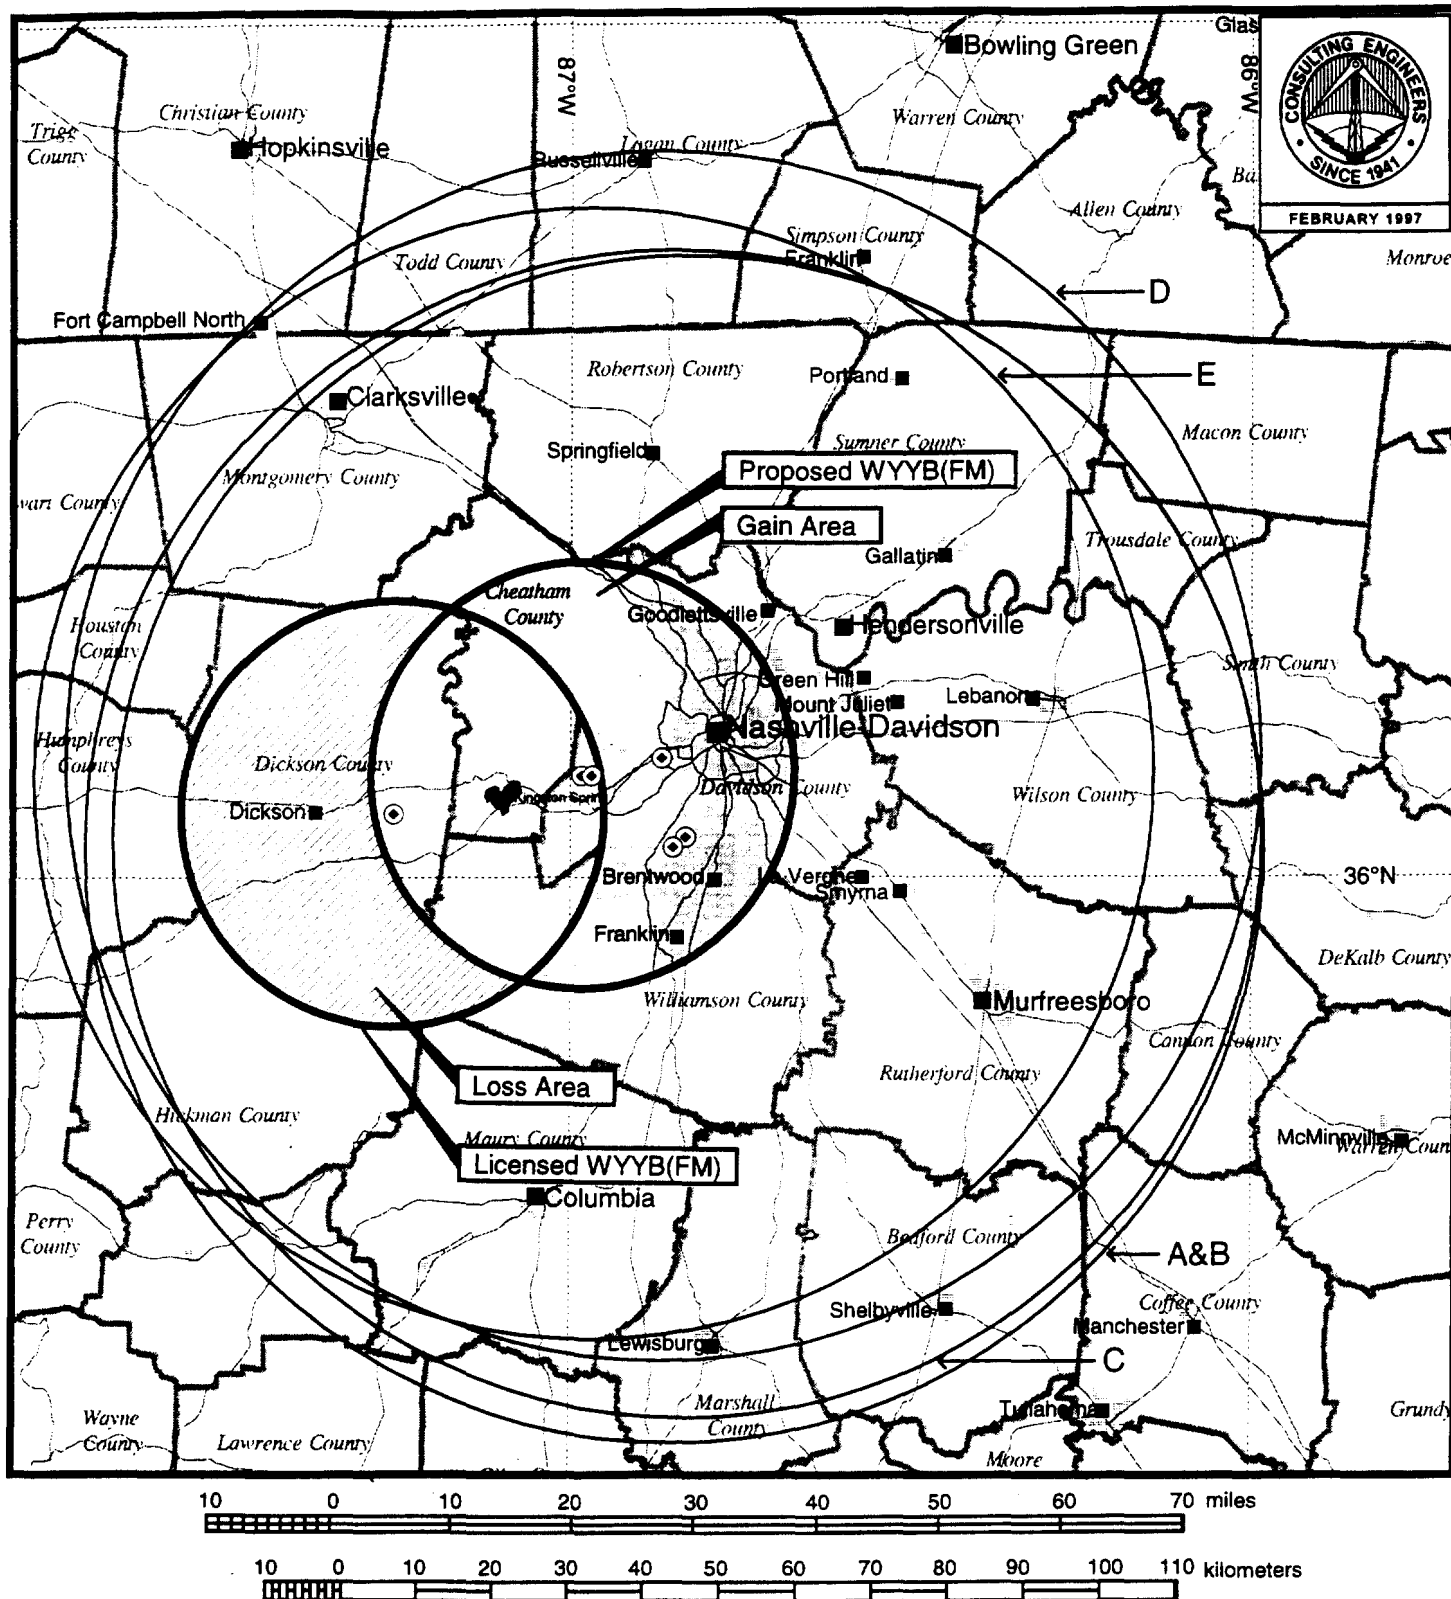 Glas
Bowling Green
87°W
86°W
CONSULTING ENGINEERS
• SINCE 1941 •
FEBRUARY 1997
Christian County
Trigg
County
Hopkinsville
Logan County
Russellville
Warren County
Ba
Allen County
Simpson County
Franklin
Todd County
Monroe
D
Fort Campbell North
Robertson County
Portland
E
Clarksville
Sumner County
Macon County
Springfield
Proposed WYYB(FM)
Montgomery County
wart County
Gain Area
Gallatin
Trousdale County
Cheatham
County
Goodlettsville
Hendersonville
Houston
County
Green Hill
Smith County
Mount Juliet
Lebanon
Nashville-Davidson
Humphreys
County
Dickson County
Davidson County
Wilson County
Dickson
Brentwood
La Vergne
Smyrna
36°N
Franklin
DeKalb County
Williamson County
Murfreesboro
Cannon County
Loss Area
Rutherford County
Hickman County
Maury County
McMinnville
Warren Coun
Licensed WYYB(FM)
Columbia
Perry
County
Bedford County
A&B
Shelbyville
Coffee County
Manchester
Lewisburg
C
Marshall
County
Tullahoma
Wayne
County
Lawrence County
Grundy
Moore
10 0 10 20 30 40 50 60 70 miles
10 0 10 20 30 40 50 60 70 80 90 100 110 kilometers